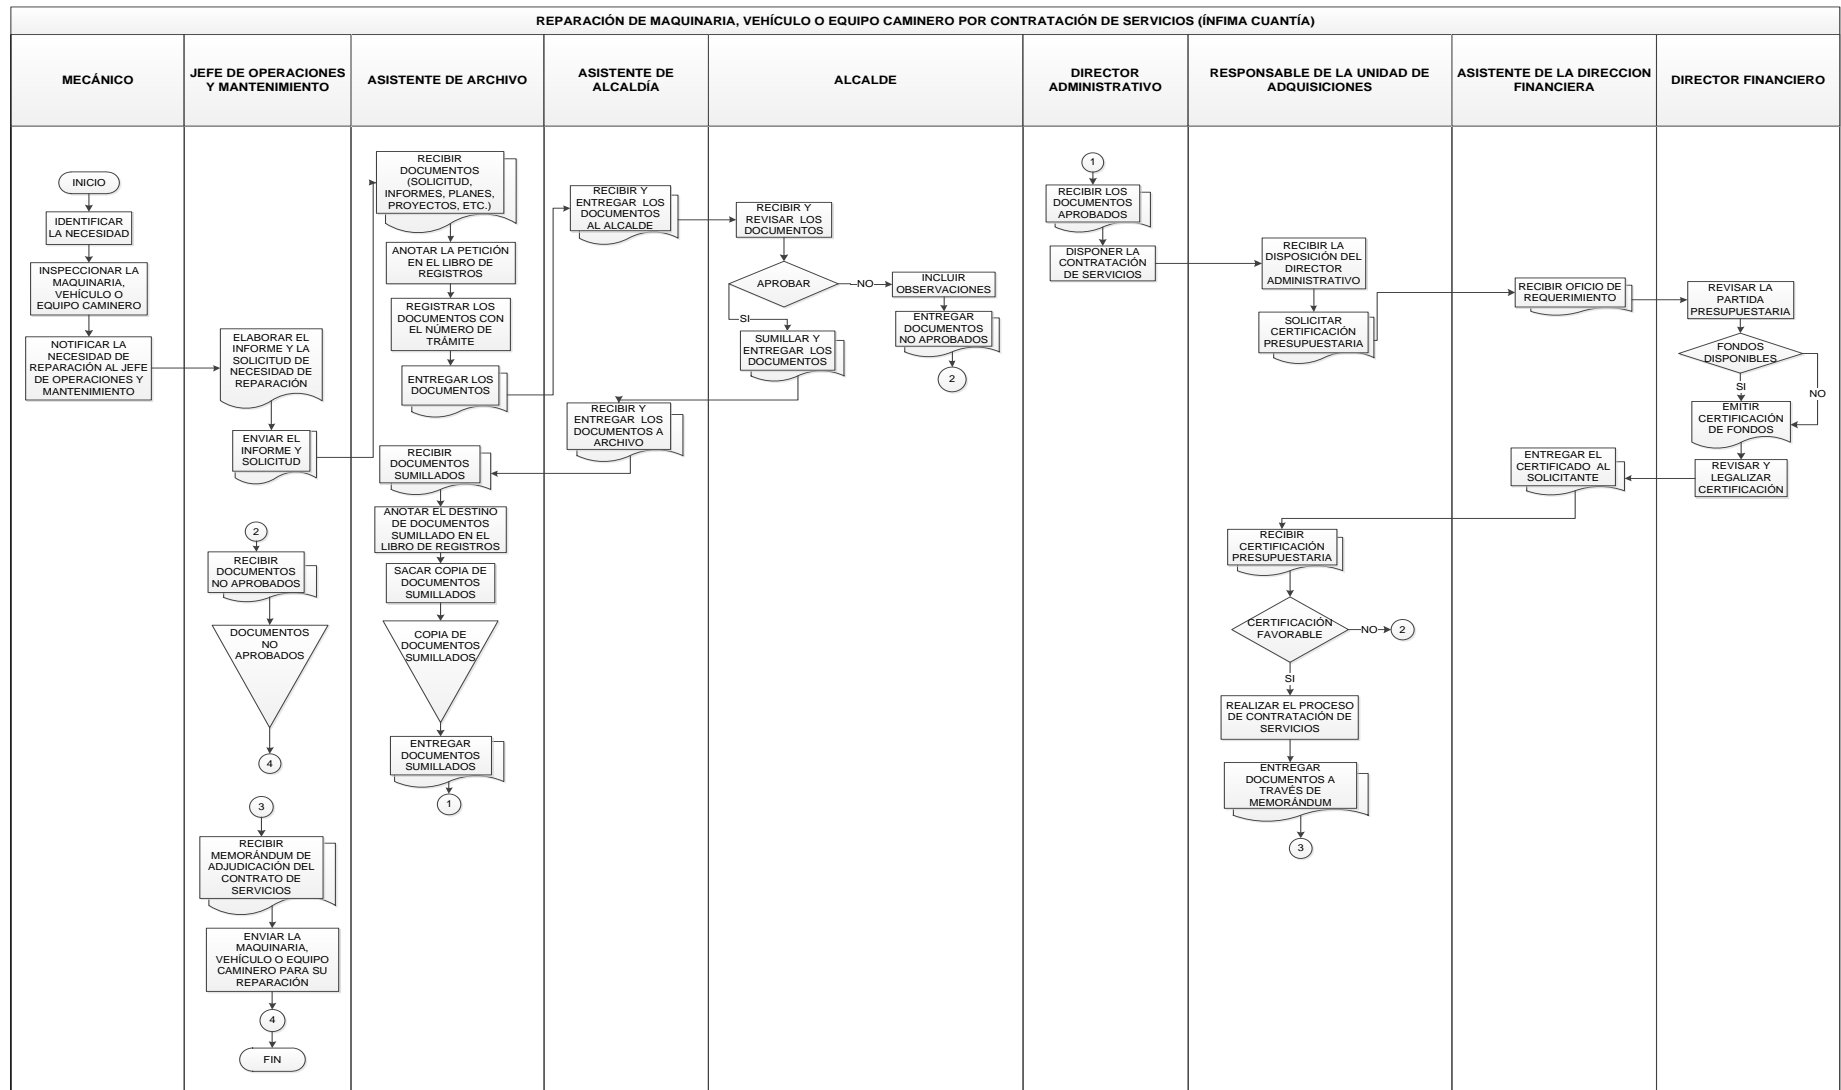 REPARACIÓN DE MAQUINARIA, VEHÍCULO O EQUIPO CAMINERO POR CONTRATACIÓN DE SERVICIOS (ÍNFIMA CUANTÍA)
MECÁNICO
JEFE DE OPERACIONES
Y MANTENIMIENTO
ASISTENTE DE ARCHIVO
ASISTENTE DE
ALCALDÍA
ALCALDE
DIRECTOR
ADMINISTRATIVO
RESPONSABLE DE LA UNIDAD DE
ADQUISICIONES
ASISTENTE DE LA DIRECCION
FINANCIERA
DIRECTOR FINANCIERO
INICIO
IDENTIFICAR
LA NECESIDAD
INSPECCIONAR LA
MAQUINARIA,
VEHÍCULO O
EQUIPO CAMINERO
NOTIFICAR LA
NECESIDAD DE
REPARACIÓN AL JEFE
DE OPERACIONES Y
MANTENIMIENTO
ELABORAR EL
INFORME Y LA
SOLICITUD DE
NECESIDAD DE
REPARACIÓN
ENVIAR EL
INFORME Y
SOLICITUD
2
RECIBIR
DOCUMENTOS
NO APROBADOS
DOCUMENTOS
NO
APROBADOS
4
3
RECIBIR
MEMORÁNDUM DE
ADJUDICACIÓN DEL
CONTRATO DE
SERVICIOS
ENVIAR LA
MAQUINARIA,
VEHÍCULO O EQUIPO
CAMINERO PARA SU
REPARACIÓN
4
FIN
RECIBIR
DOCUMENTOS
(SOLICITUD,
INFORMES, PLANES,
PROYECTOS, ETC.)
ANOTAR LA PETICIÓN
EN EL LIBRO DE
REGISTROS
REGISTRAR LOS
DOCUMENTOS CON
EL NÚMERO DE
TRÁMITE
ENTREGAR LOS
DOCUMENTOS
RECIBIR
DOCUMENTOS
SUMILLADOS
ANOTAR EL DESTINO
DE DOCUMENTOS
SUMILLADO EN EL
LIBRO DE REGISTROS
SACAR COPIA DE
DOCUMENTOS
SUMILLADOS
COPIA DE
DOCUMENTOS
SUMILLADOS
ENTREGAR
DOCUMENTOS
SUMILLADOS
1
RECIBIR Y
ENTREGAR LOS
DOCUMENTOS
AL ALCALDE
RECIBIR Y
ENTREGAR LOS
DOCUMENTOS A
ARCHIVO
RECIBIR Y
REVISAR LOS
DOCUMENTOS
APROBAR
NO
SI
SUMILLAR Y
ENTREGAR LOS
DOCUMENTOS
INCLUIR
OBSERVACIONES
ENTREGAR
DOCUMENTOS
NO APROBADOS
2
1
RECIBIR LOS
DOCUMENTOS
APROBADOS
DISPONER LA
CONTRATACIÓN
DE SERVICIOS
RECIBIR LA
DISPOSICIÓN DEL
DIRECTOR
ADMINISTRATIVO
SOLICITAR
CERTIFICACIÓN
PRESUPUESTARIA
RECIBIR
CERTIFICACIÓN
PRESUPUESTARIA
CERTIFICACIÓN
FAVORABLE
NO
2
SI
REALIZAR EL PROCESO
DE CONTRATACIÓN DE
SERVICIOS
ENTREGAR
DOCUMENTOS A
TRAVÉS DE
MEMORÁNDUM
3
RECIBIR OFICIO DE
REQUERIMIENTO
ENTREGAR EL
CERTIFICADO AL
SOLICITANTE
REVISAR LA
PARTIDA
PRESUPUESTARIA
FONDOS
DISPONIBLES
SI
NO
EMITIR
CERTIFICACIÓN
DE FONDOS
REVISAR Y
LEGALIZAR
CERTIFICACIÓN